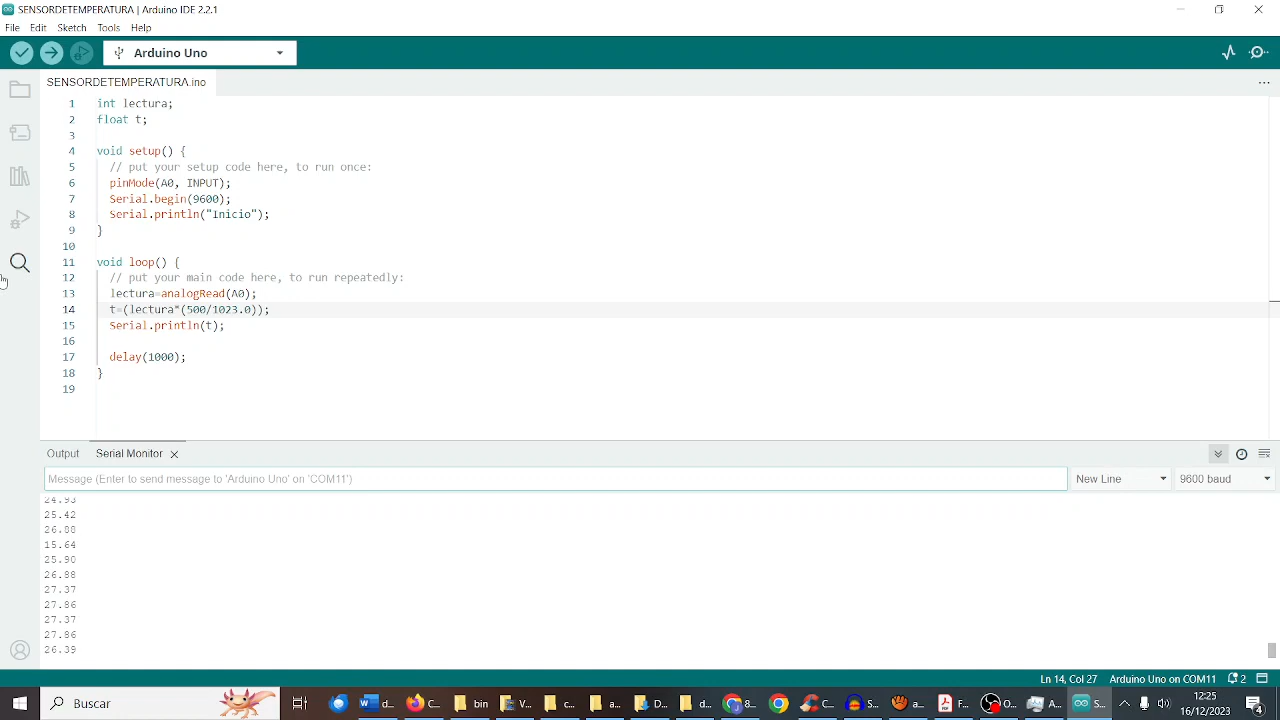 SENSORDETEMPERATURA | Arduino IDE 2.2.1
File Edit Sketch Tools Help
Arduino Uno
SENSORDETEMPERATURA.ino
1 int lectura;
2 float t;
3
4 void setup() {
5 // put your setup code here, to run once:
6 pinMode(A0, INPUT);
7 Serial.begin(9600);
8 Serial.println("Inicio");
9 }
10
11 void loop() {
12 // put your main code here, to run repeatedly:
13 lectura=analogRead(A0);
14 t=(lectura*(500/1023.0));
15 Serial.println(t);
16
17 delay(1000);
18 }
19
Output Serial Monitor
Message (Enter to send message to 'Arduino Uno' on 'COM11') New Line 9600 baud
24.93
25.42
26.88
15.64
25.90
26.88
27.37
27.86
27.37
27.86
26.39
Ln 14, Col 27 Arduino Uno on COM11 2
Buscar d... F... bin V... c... a... D... d... 8... C... S... a... P... O... A... S... 12:25
16/12/2023 4